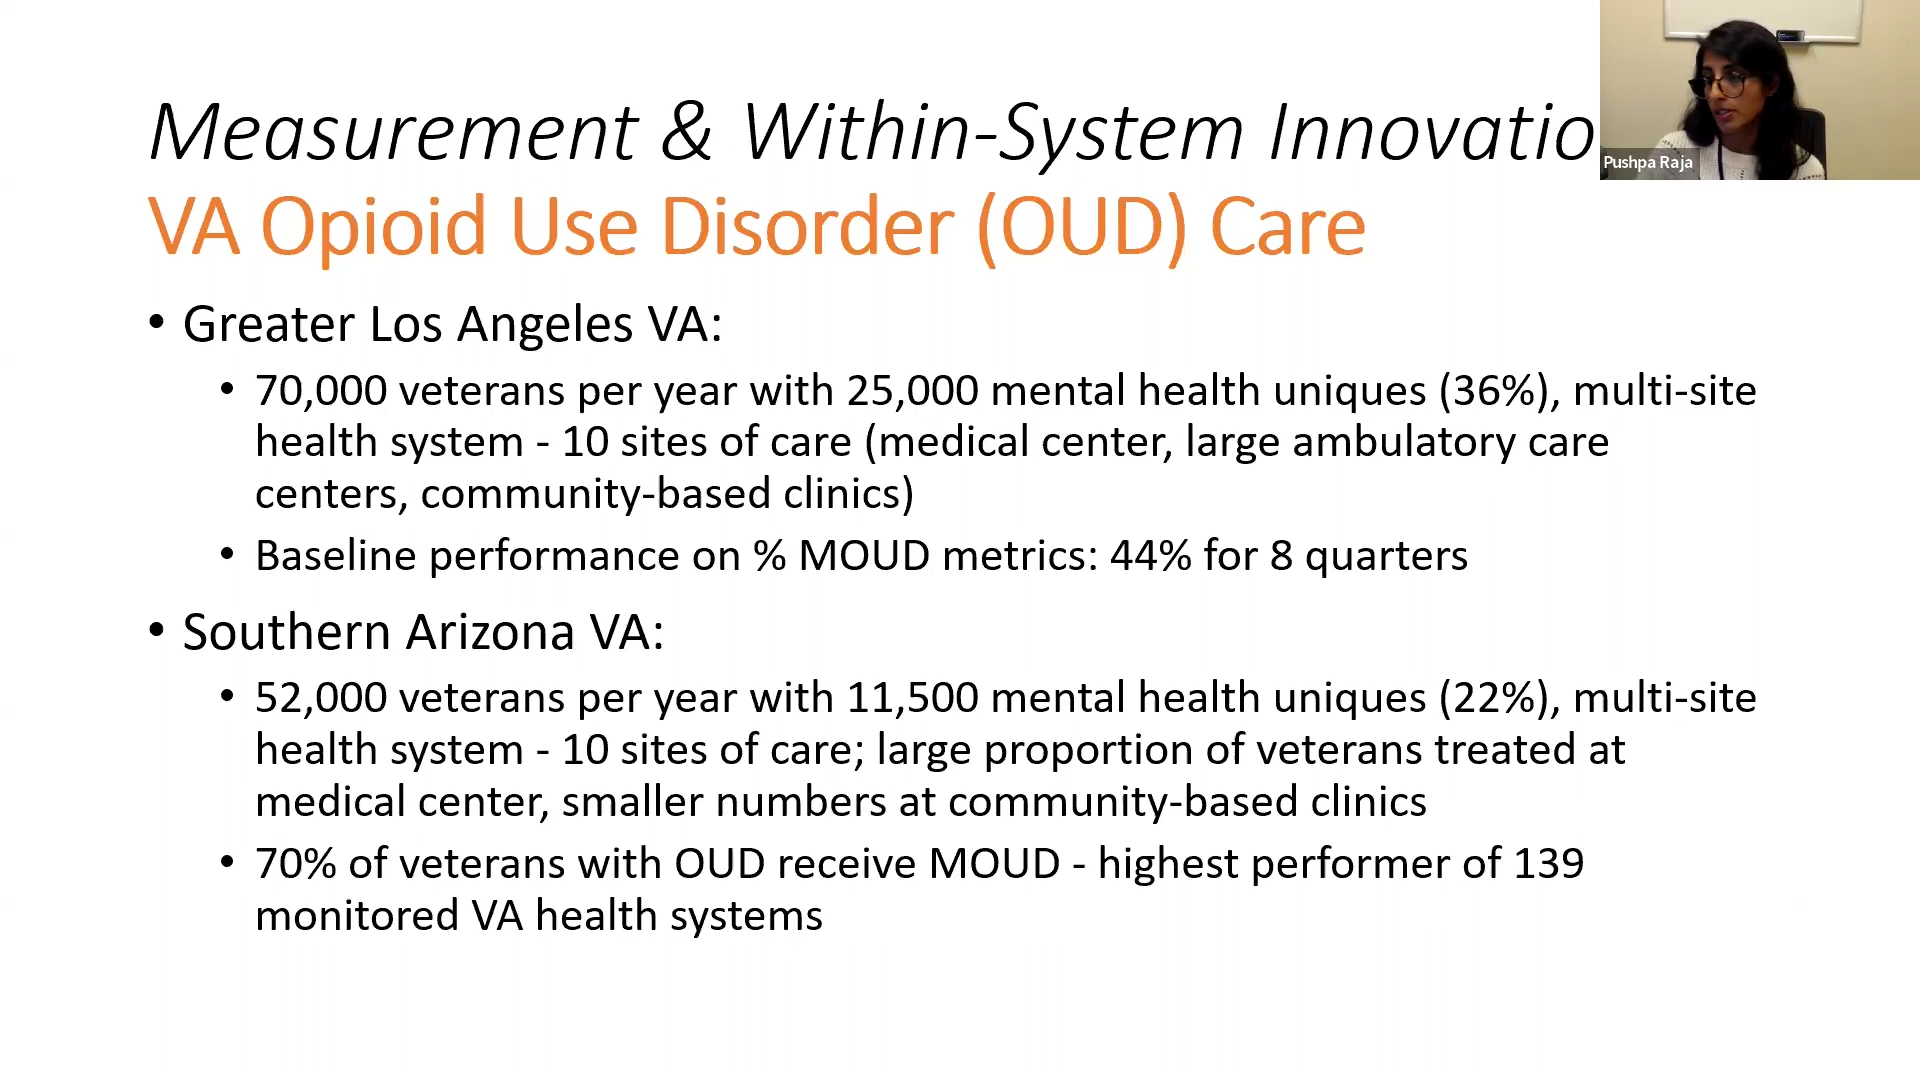 Measurement & Within-System Innovatio
Pushpa Raja
VA Opioid Use Disorder (OUD) Care
• Greater Los Angeles VA:
• 70,000 veterans per year with 25,000 mental health uniques (36%), multi-site
health system - 10 sites of care (medical center, large ambulatory care
centers, community-based clinics)
• Baseline performance on % MOUD metrics: 44% for 8 quarters
• Southern Arizona VA:
• 52,000 veterans per year with 11,500 mental health uniques (22%), multi-site
health system - 10 sites of care; large proportion of veterans treated at
medical center, smaller numbers at community-based clinics
• 70% of veterans with OUD receive MOUD - highest performer of 139
monitored VA health systems